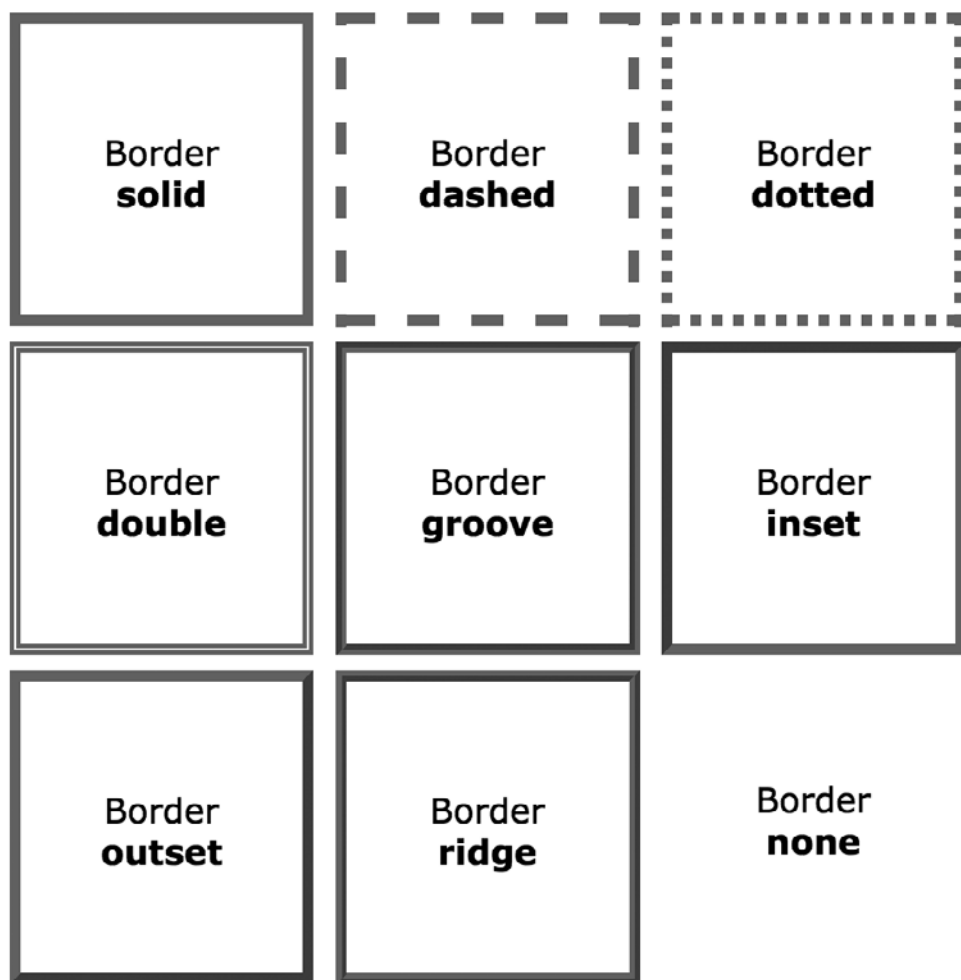 Border
solid
Border
dashed
Border
dotted
Border
double
Border
groove
Border
inset
Border
outset
Border
ridge
Border
none